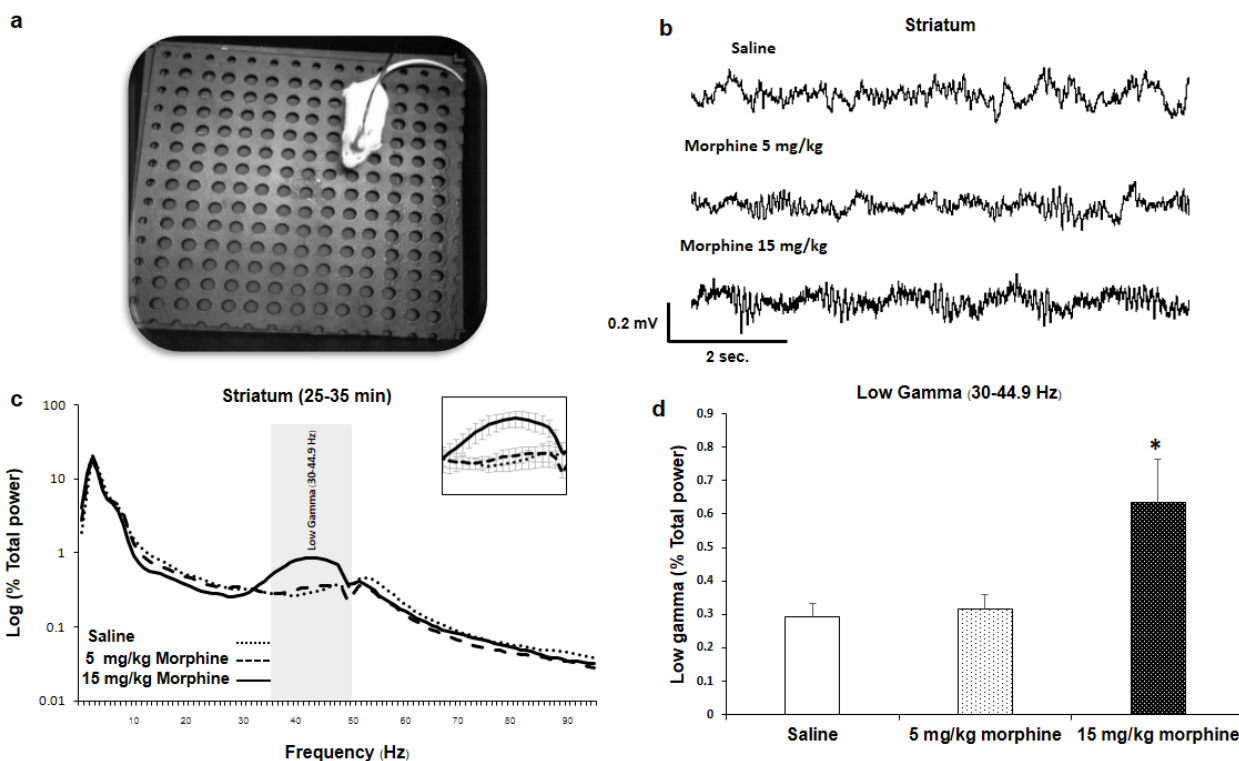 a
b
Striatum
Saline
Morphine 5 mg/kg
Morphine 15 mg/kg
0.2 mV
2 sec.
c
Striatum (25-35 min)
Log (% Total power)
100
10
1
0.1
0.01
Low Gamma (30-44.9 Hz)
Saline
5 mg/kg Morphine
15 mg/kg Morphine
10 20 30 40 50 60 70 80 90
Frequency (Hz)
d
Low Gamma (30-44.9 Hz)
Low gamma (% Total power)
0.9
0.8
0.7
0.6
0.5
0.4
0.3
0.2
0.1
0
*
Saline 5 mg/kg morphine 15 mg/kg morphine